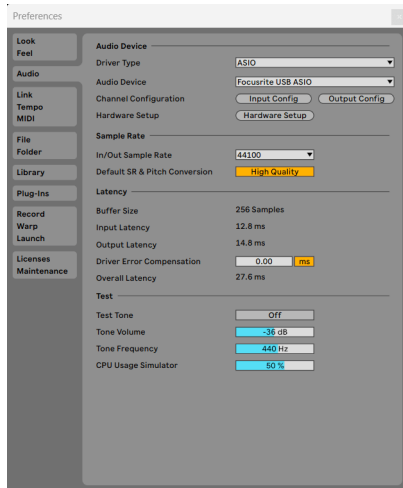 Preferences
Look
Feel
Audio
Link
Tempo
MIDI
File
Folder
Library
Plug-Ins
Record
Warp
Launch
Licenses
Maintenance
Audio Device
Driver Type ASIO
Audio Device Focusrite USB ASIO
Channel Configuration Input Config Output Config
Hardware Setup Hardware Setup
Sample Rate
In/Out Sample Rate 44100
Default SR & Pitch Conversion High Quality
Latency
Buffer Size 256 Samples
Input Latency 12.8 ms
Output Latency 14.8 ms
Driver Error Compensation 0.00 ms
Overall Latency 27.6 ms
Test
Test Tone Off
Tone Volume -36 dB
Tone Frequency 440 Hz
CPU Usage Simulator 50 %